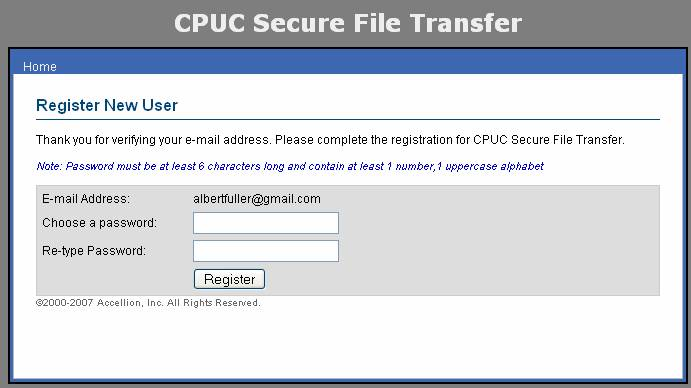 CPUC Secure File Transfer
Home
Register New User
Thank you for verifying your e-mail address. Please complete the registration for CPUC Secure File Transfer.
Note: Password must be at least 6 characters long and contain at least 1 number,1 uppercase alphabet
E-mail Address: albertfuller@gmail.com
Choose a password:
Re-type Password:
Register
©2000-2007 Accellion, Inc. All Rights Reserved.